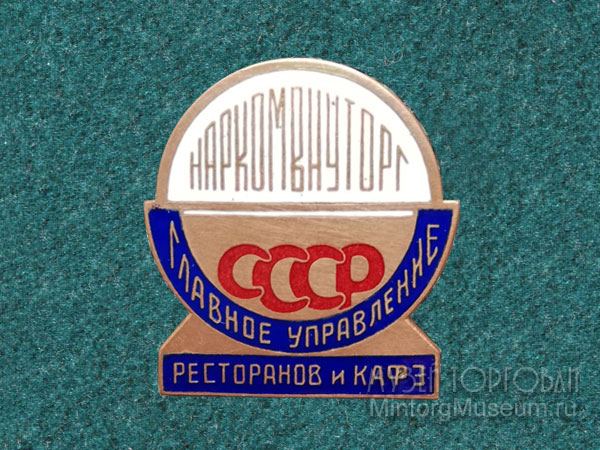 НАРКОМВНУТОРГ
СССР
ГЛАВНОЕ УПРАВЛЕНИЕ
РЕСТОРАНОВ и КАФЭ
МУЗЕЙ ТОРГОВЛИ
MintorgMuseum.ru